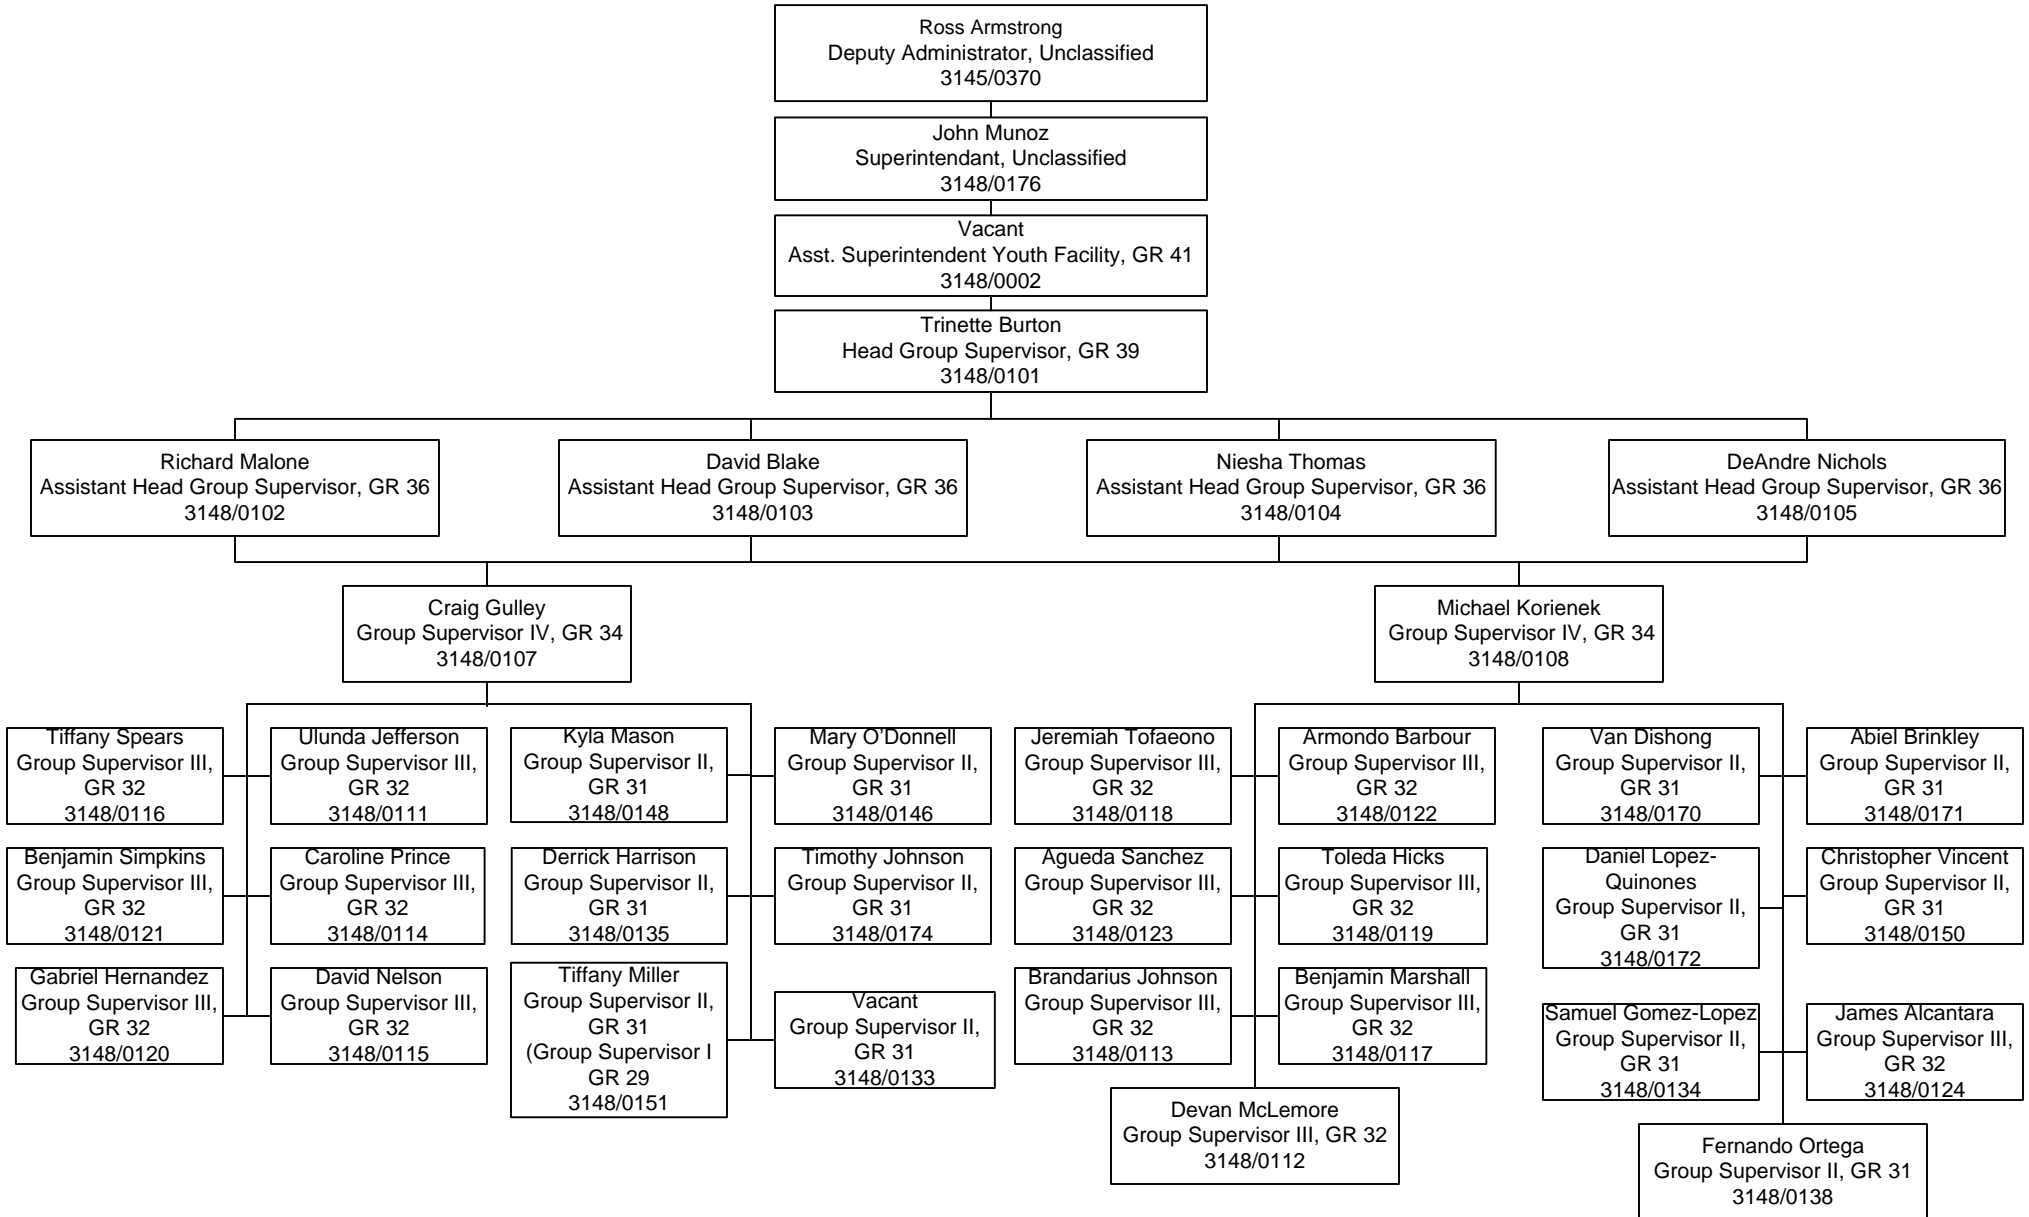 Ross Armstrong
Deputy Administrator, Unclassified
3145/0370
John Munoz
Superintendant, Unclassified
3148/0176
Vacant
Asst. Superintendent Youth Facility, GR 41
3148/0002
Trinette Burton
Head Group Supervisor, GR 39
3148/0101
Richard Malone
Assistant Head Group Supervisor, GR 36
3148/0102
David Blake
Assistant Head Group Supervisor, GR 36
3148/0103
Niesha Thomas
Assistant Head Group Supervisor, GR 36
3148/0104
DeAndre Nichols
Assistant Head Group Supervisor, GR 36
3148/0105
Craig Gulley
Group Supervisor IV, GR 34
3148/0107
Michael Korienek
Group Supervisor IV, GR 34
3148/0108
Tiffany Spears
Group Supervisor III,
GR 32
3148/0116
Ulunda Jefferson
Group Supervisor III,
GR 32
3148/0111
Kyla Mason
Group Supervisor II,
GR 31
3148/0148
Mary O’Donnell
Group Supervisor II,
GR 31
3148/0146
Jeremiah Tofaeono
Group Supervisor III,
GR 32
3148/0118
Armondo Barbour
Group Supervisor III,
GR 32
3148/0122
Van Dishong
Group Supervisor II,
GR 31
3148/0170
Abiel Brinkley
Group Supervisor II,
GR 31
3148/0171
Benjamin Simpkins
Group Supervisor III,
GR 32
3148/0121
Caroline Prince
Group Supervisor III,
GR 32
3148/0114
Derrick Harrison
Group Supervisor II,
GR 31
3148/0135
Timothy Johnson
Group Supervisor II,
GR 31
3148/0174
Agueda Sanchez
Group Supervisor III,
GR 32
3148/0123
Toleda Hicks
Group Supervisor III,
GR 32
3148/0119
Daniel Lopez-
Quinones
Group Supervisor II,
GR 31
3148/0172
Christopher Vincent
Group Supervisor II,
GR 31
3148/0150
Gabriel Hernandez
Group Supervisor III,
GR 32
3148/0120
David Nelson
Group Supervisor III,
GR 32
3148/0115
Tiffany Miller
Group Supervisor II,
GR 31
(Group Supervisor I
GR 29
3148/0151
Vacant
Group Supervisor II,
GR 31
3148/0133
Brandarius Johnson
Group Supervisor III,
GR 32
3148/0113
Benjamin Marshall
Group Supervisor III,
GR 32
3148/0117
Samuel Gomez-Lopez
Group Supervisor II,
GR 31
3148/0134
James Alcantara
Group Supervisor III,
GR 32
3148/0124
Devan McLemore
Group Supervisor III, GR 32
3148/0112
Fernando Ortega
Group Supervisor II, GR 31
3148/0138